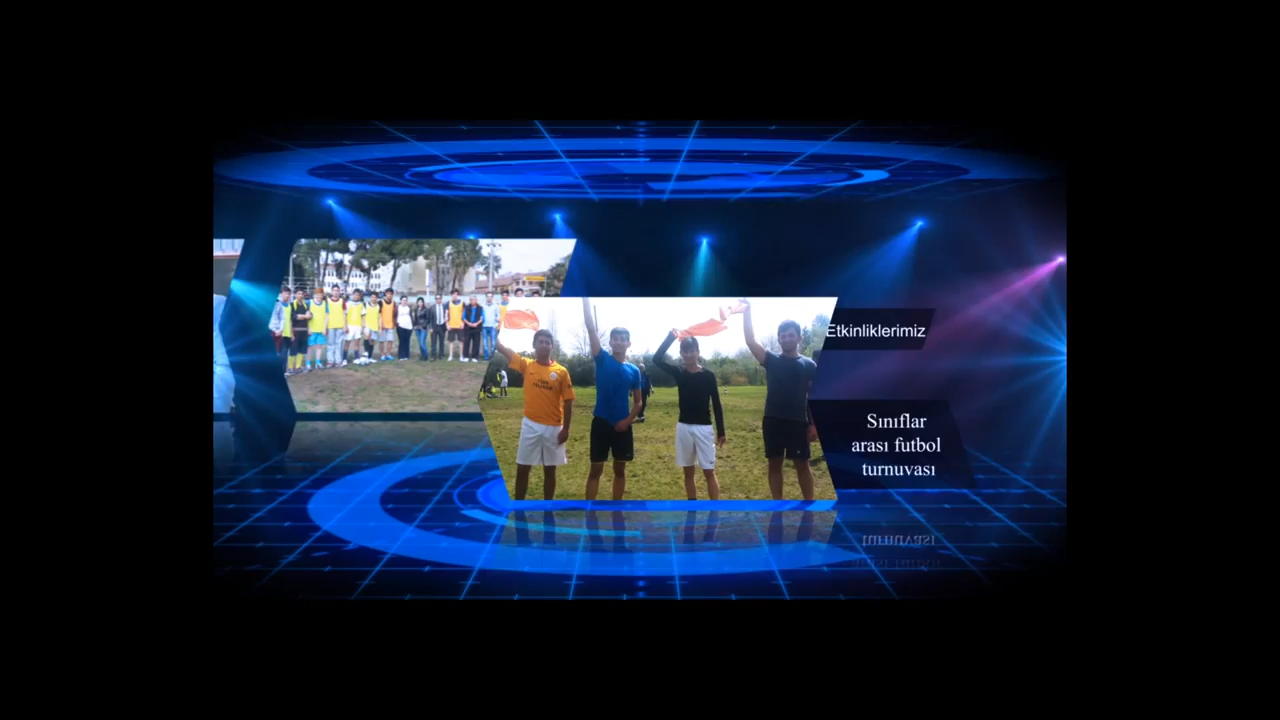 Etkinliklerimiz
Sınıflar
arası futbol
turnuvası